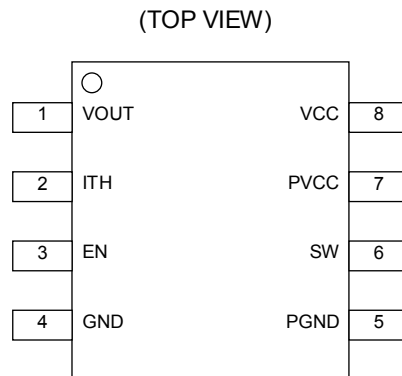 (TOP VIEW)
1 VOUT VCC 8
2 ITH PVCC 7
3 EN SW 6
4 GND PGND 5